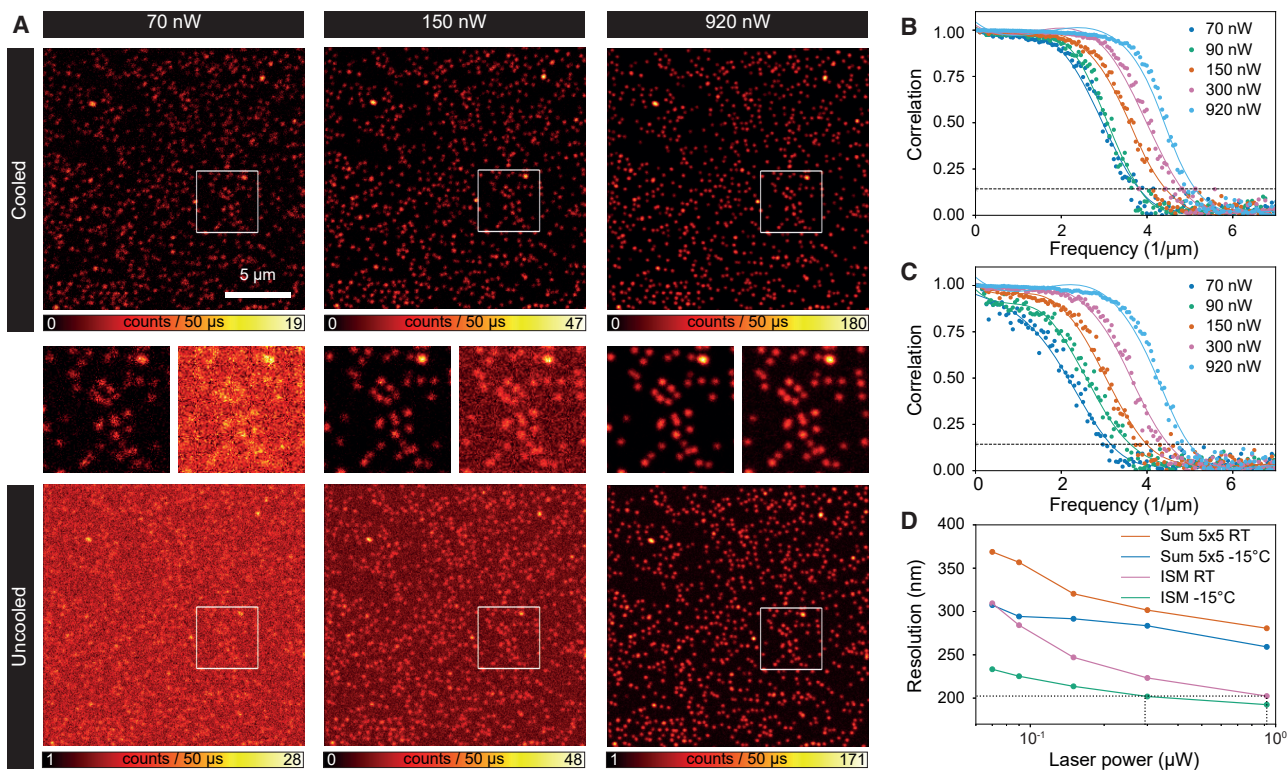 A
70 nW
150 nW
920 nW
Cooled
5 μm
0 counts / 50 μs 19
0 counts / 50 μs 47
0 counts / 50 μs 180
Uncooled
1 counts / 50 μs 28
0 counts / 50 μs 48
1 counts / 50 μs 171
B
Correlation
1.00
0.75
0.50
0.25
0.00
70 nW
90 nW
150 nW
300 nW
920 nW
0 2 4 6
Frequency (1/μm)
C
Correlation
1.00
0.75
0.50
0.25
0.00
70 nW
90 nW
150 nW
300 nW
920 nW
0 2 4 6
Frequency (1/μm)
D
Resolution (nm)
400
350
300
250
200
Sum 5x5 RT
Sum 5x5 -15°C
ISM RT
ISM -15°C
10⁻¹ 10⁰
Laser power (μW)